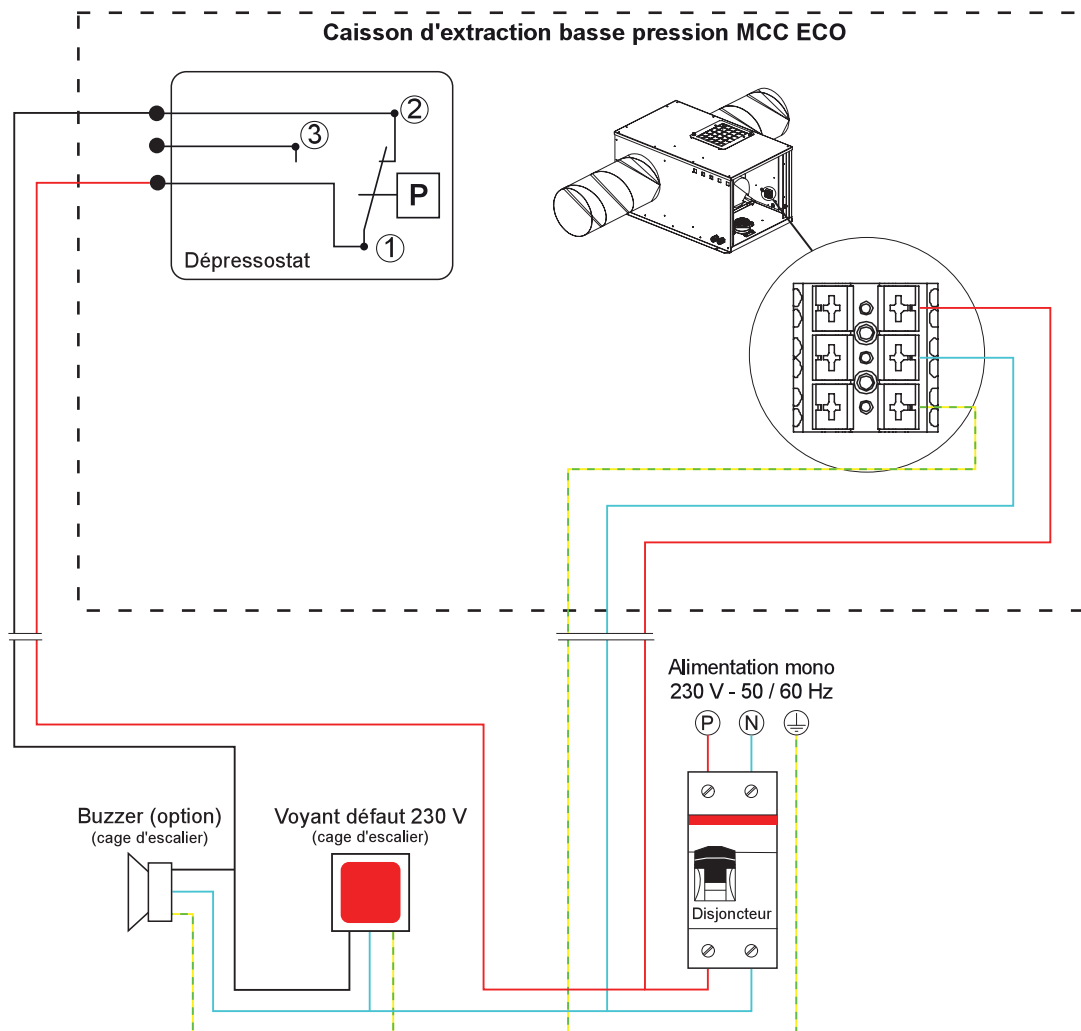 Caisson d'extraction basse pression MCC ECO
2
3
P
1
Dépressostat
Alimentation mono
230 V - 50 / 60 Hz
P N
Buzzer (option)
(cage d'escalier)
Voyant défaut 230 V
(cage d'escalier)
Disjoncteur